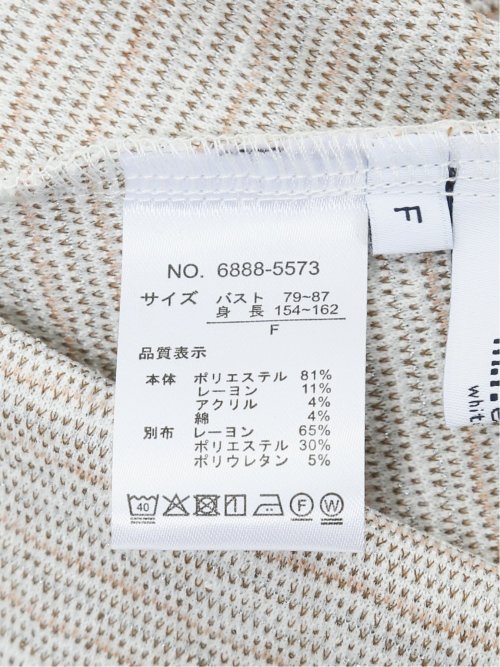 NO. 6888-5573
サイズ バスト 79~87
身長 154~162
F
品質表示
本体 ポリエステル 81%
レーヨン 11%
アクリル 4%
綿 4%
別布 レーヨン 65%
ポリエステル 30%
ポリウレタン 5%
40 F W
F
whit